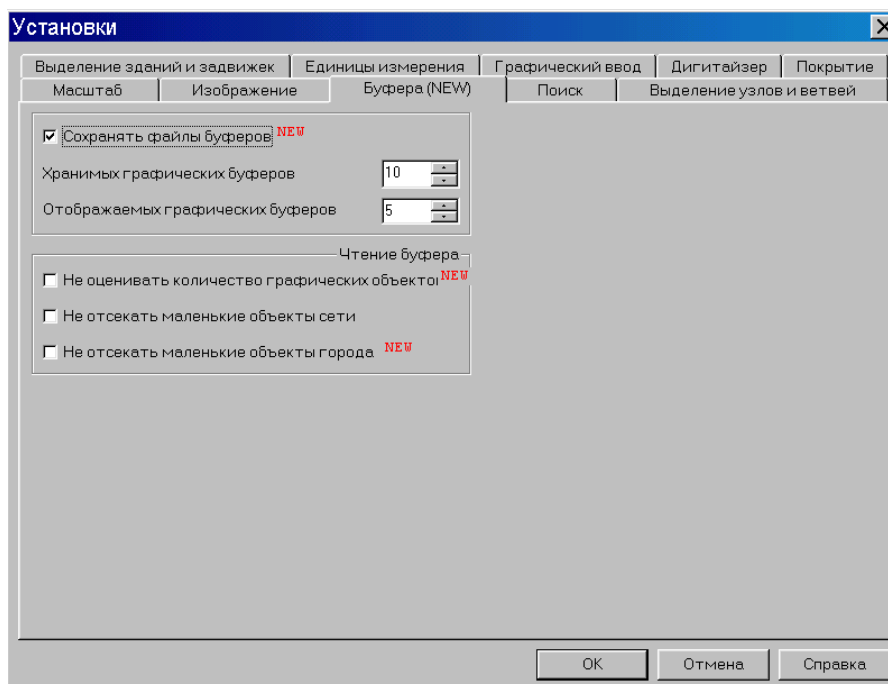 Установки
Выделение зданий и задвижек Единицы измерения Графический ввод Дигитайзер Покрытие
Масштаб Изображение Буфера (NEW) Поиск Выделение узлов и ветвей
Сохранять файлы буферов NEW
Хранимых графических буферов 10
Отображаемых графических буферов 5
Чтение буфера
Не оценивать количество графических объекто NEW
Не отсекать маленькие объекты сети
Не отсекать маленькие объекты города NEW
OK Отмена Справка